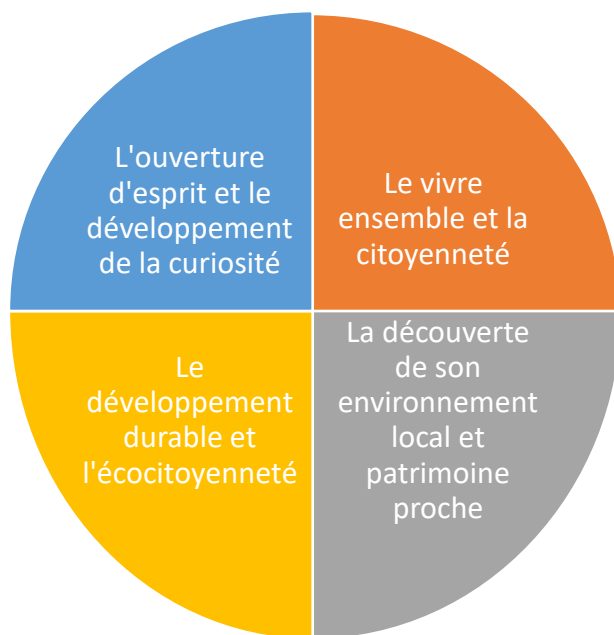 L'ouverture
d'esprit et le
développement
de la curiosité
Le vivre
ensemble et la
citoyenneté
Le
développement
durable et
l'écocitoyenneté
La découverte
de son
environnement
local et
patrimoine
proche